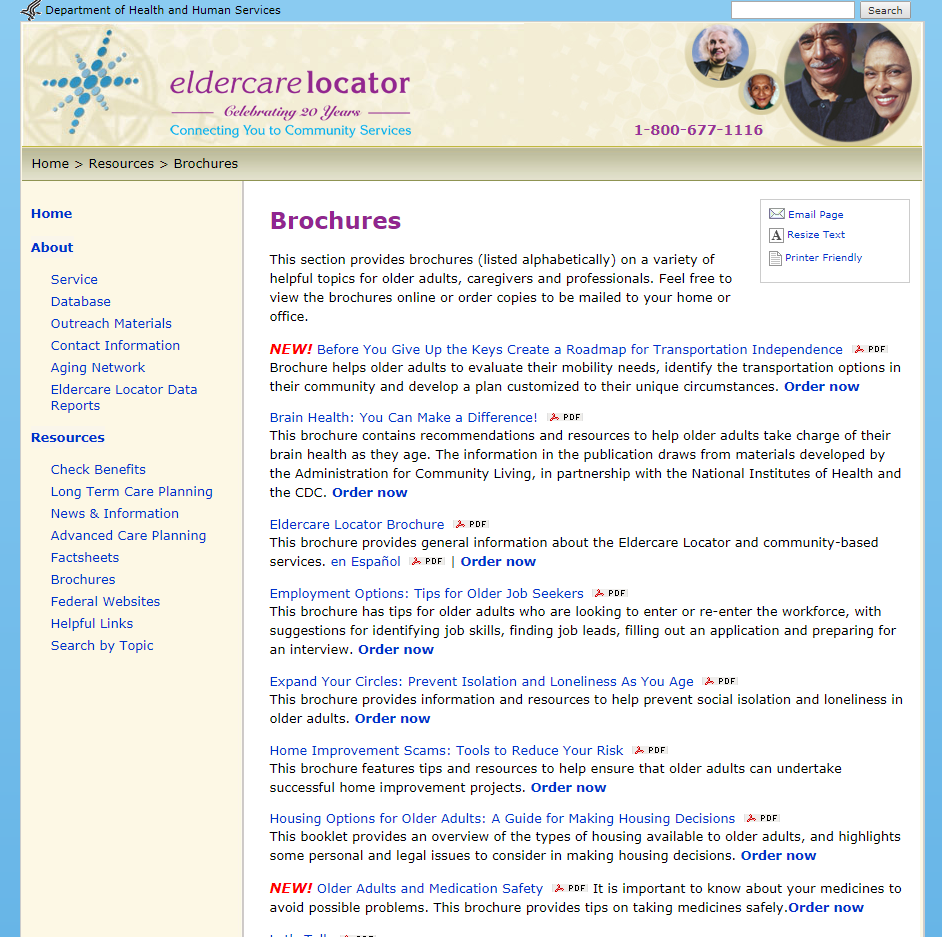 Department of Health and Human Services
Search
eldercare locator
Celebrating 20 Years
Connecting You to Community Services
1-800-677-1116
Home > Resources > Brochures
Home
About
Service
Database
Outreach Materials
Contact Information
Aging Network
Eldercare Locator Data
Reports
Resources
Check Benefits
Long Term Care Planning
News & Information
Advanced Care Planning
Factsheets
Brochures
Federal Websites
Helpful Links
Search by Topic
Brochures
Email Page
A Resize Text
Printer Friendly
This section provides brochures (listed alphabetically) on a variety of
helpful topics for older adults, caregivers and professionals. Feel free to
view the brochures online or order copies to be mailed to your home or
office.
NEW! Before You Give Up the Keys Create a Roadmap for Transportation Independence PDF
Brochure helps older adults to evaluate their mobility needs, identify the transportation options in
their community and develop a plan customized to their unique circumstances. Order now
Brain Health: You Can Make a Difference! PDF
This brochure contains recommendations and resources to help older adults take charge of their
brain health as they age. The information in the publication draws from materials developed by
the Administration for Community Living, in partnership with the National Institutes of Health and
the CDC. Order now
Eldercare Locator Brochure PDF
This brochure provides general information about the Eldercare Locator and community-based
services. en Español PDF | Order now
Employment Options: Tips for Older Job Seekers PDF
This brochure has tips for older adults who are looking to enter or re-enter the workforce, with
suggestions for identifying job skills, finding job leads, filling out an application and preparing for
an interview. Order now
Expand Your Circles: Prevent Isolation and Loneliness As You Age PDF
This brochure provides information and resources to help prevent social isolation and loneliness in
older adults. Order now
Home Improvement Scams: Tools to Reduce Your Risk PDF
This brochure features tips and resources to help ensure that older adults can undertake
successful home improvement projects. Order now
Housing Options for Older Adults: A Guide for Making Housing Decisions PDF
This booklet provides an overview of the types of housing available to older adults, and highlights
some personal and legal issues to consider in making housing decisions. Order now
NEW! Older Adults and Medication Safety PDF It is important to know about your medicines to
avoid possible problems. This brochure provides tips on taking medicines safely.Order now